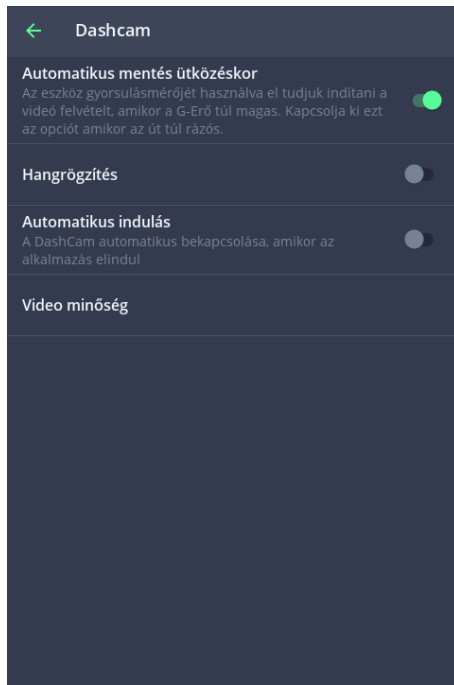 Dashcam
Automatikus mentés ütközéskor
Az eszköz gyorsulásmérőjét használva el tudjuk indítani a
videó felvételt, amikor a G-Erő túl magas. Kapcsolja ki ezt
az opciót amikor az út túl rázós.
Hangrögzítés
Automatikus indulás
A DashCam automatikus bekapcsolása, amikor az
alkalmazás elindul
Video minőség